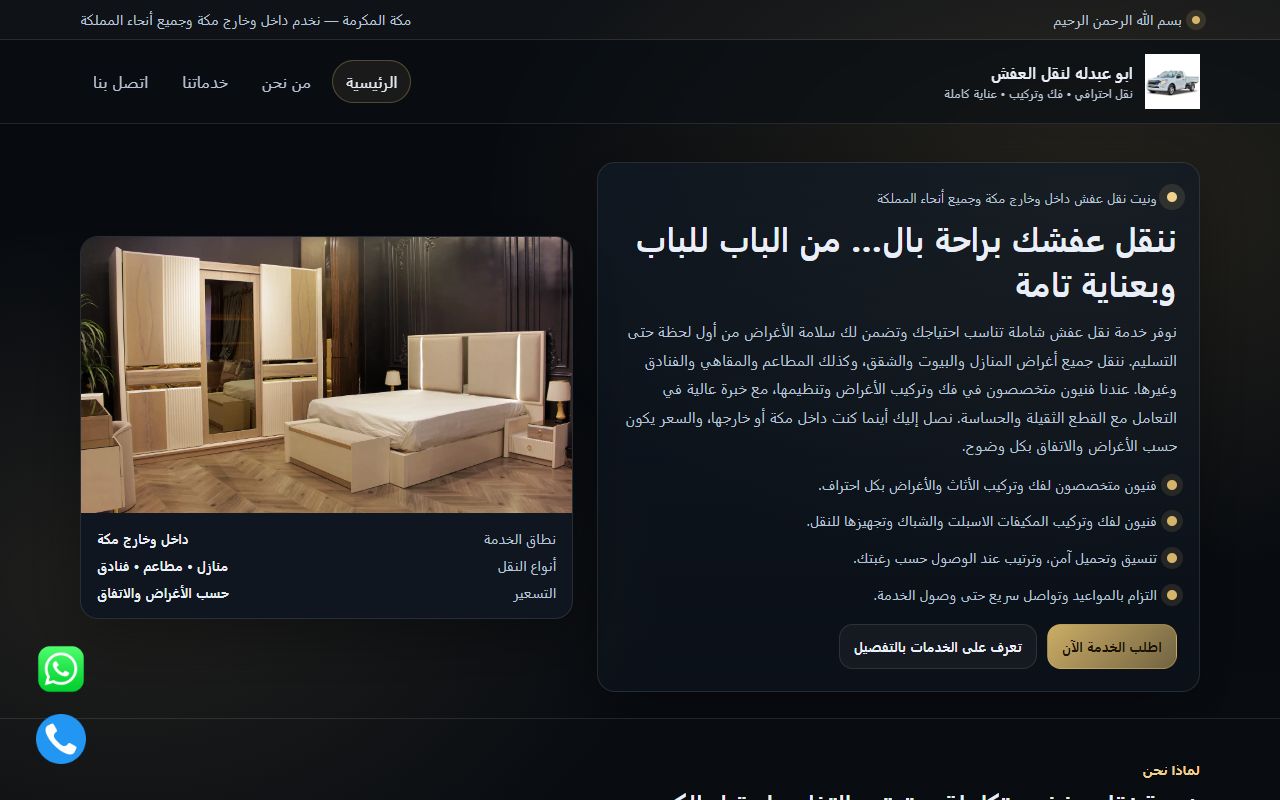 بسم الله الرحمن الرحيم
مكة المكرمة — نخدم داخل وخارج مكة وجميع أنحاء المملكة
ابو عبدله لنقل العفش
نقل احترافي • فك وتركيب • عناية كاملة
الرئيسية
من نحن
خدماتنا
اتصل بنا
ونيت نقل عفش داخل وخارج مكة وجميع أنحاء المملكة
ننقل عفشك براحة بال... من الباب للباب
وبعناية تامة
نوفر خدمة نقل عفش شاملة تناسب احتياجك وتضمن لك سلامة الأغراض من أول لحظة حتى
التسليم. ننقل جميع أغراض المنازل والبيوت والشقق، وكذلك المطاعم والمقاهي والفنادق
وغيرها. عندنا فنيون متخصصون في فك وتركيب الأغراض وتنظيمها، مع خبرة عالية في
التعامل مع القطع الثقيلة والحساسة. نصل إليك أينما كنت داخل مكة أو خارجها، والسعر يكون
حسب الأغراض والاتفاق بكل وضوح.
فنيون متخصصون لفك وتركيب الأثاث والأغراض بكل احتراف.
فنيون لفك وتركيب المكيفات الاسبلت والشباك وتجهيزها للنقل.
تنسيق وتحميل آمن، وترتيب عند الوصول حسب رغبتك.
التزام بالمواعيد وتواصل سريع حتى وصول الخدمة.
اطلب الخدمة الآن
تعرف على الخدمات بالتفصيل
نطاق الخدمة
داخل وخارج مكة
أنواع النقل
منازل • مطاعم • فنادق
التسعير
حسب الأغراض والاتفاق
لماذا نحن